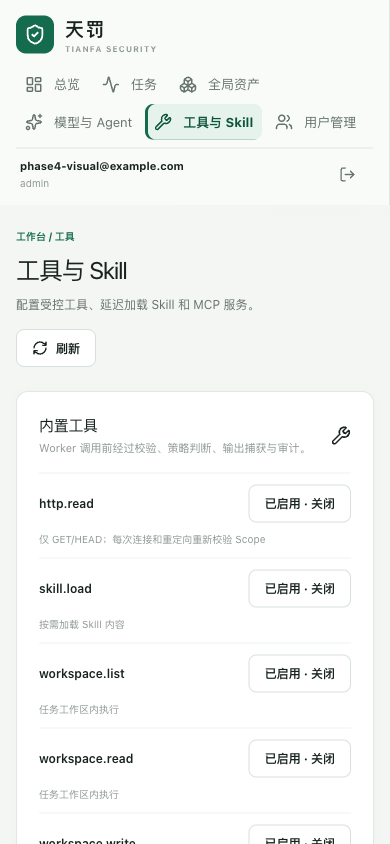 天罚
TIANFA SECURITY
总览 任务 全局资产
模型与 Agent 工具与 Skill 用户管理
phase4-visual@example.com
admin
工作台 / 工具
工具与 Skill
配置受控工具、延迟加载 Skill 和 MCP 服务。
刷新
内置工具
Worker 调用前经过校验、策略判断、输出捕获与审计。
http.read 已启用 · 关闭
仅 GET/HEAD；每次连接和重定向重新校验 Scope
skill.load 已启用 · 关闭
按需加载 Skill 内容
workspace.list 已启用 · 关闭
任务工作区内执行
workspace.read 已启用 · 关闭
任务工作区内执行
workspace.write 已启用 · 关闭